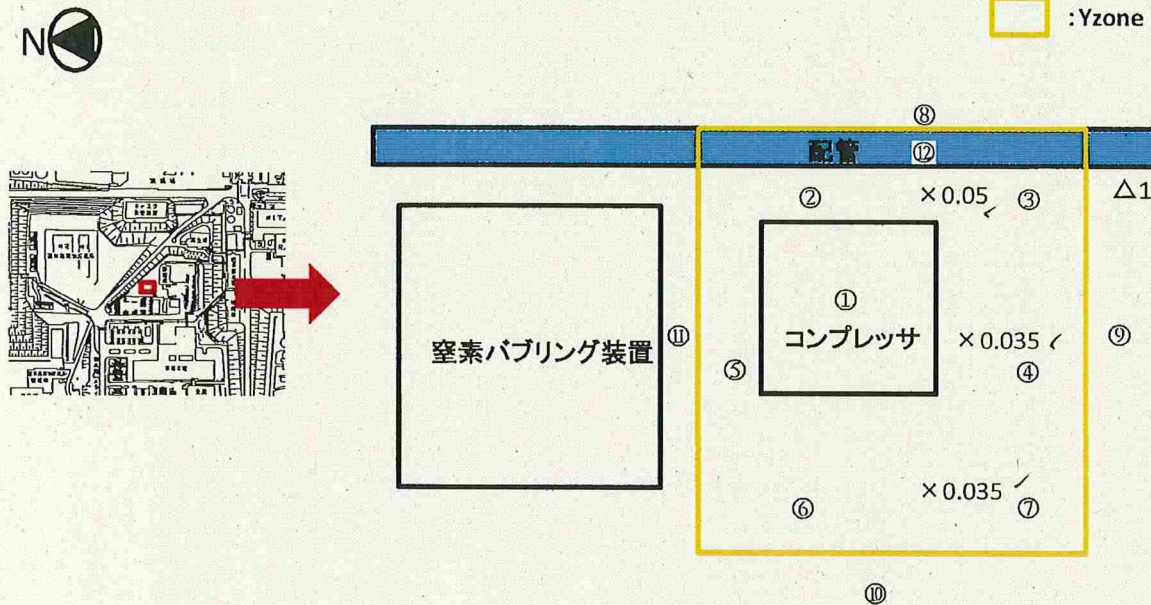 N
:Yzone
⑧
配管 ⑫
② ×0.05 ③ △1
①
コンプレッサ ×0.035 ④ ⑨
窒素バブリング装置 ⑪ ⑤
⑥ ×0.035 ⑦
⑩